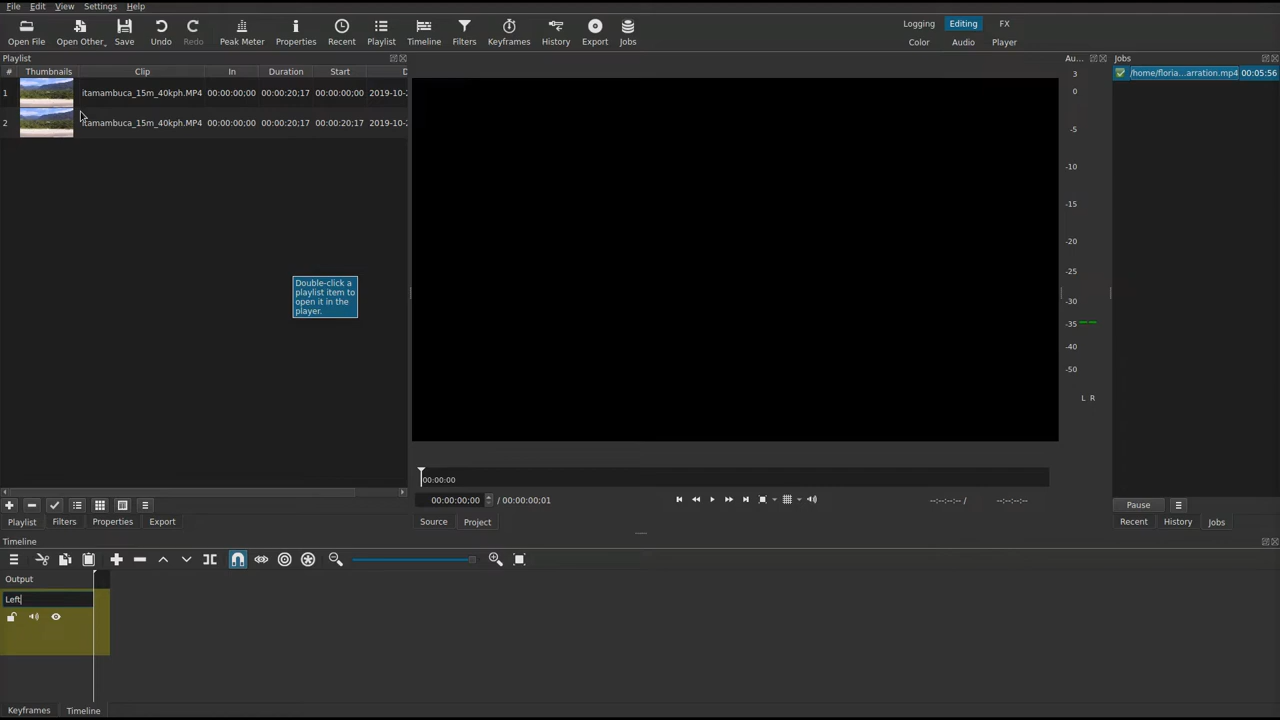 File Edit View Settings Help
Open File Open Other Save Undo Redo Peak Meter Properties Recent Playlist Timeline Filters Keyframes History Export Jobs
Logging Editing FX
Color Audio Player
Playlist
Au...
Jobs
# Thumbnails Clip In Duration Start D
1 itamambuca_15m_40kph.MP4 00:00:00;00 00:00:20;17 00:00:00;00 2019-10-2
2 itamambuca_15m_40kph.MP4 00:00:00;00 00:00:20;17 00:00:20;17 2019-10-2
/home/floria...arration.mp4 00:05:56
3
0
-5
-10
-15
-20
-25
-30
-35
-40
-50
L R
Double-click a
playlist item to
open it in the
player.
00:00:00
00:00:00;00 / 00:00:00;01
--:--:--:-- / --:--:--:--
Pause
Playlist Filters Properties Export
Source Project
Recent History Jobs
Timeline
Output
Left
Keyframes Timeline